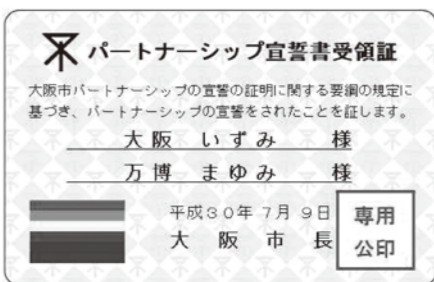 パートナーシップ宣誓書受領証
大阪市パートナーシップの宣誓の証明に関する要綱の規定に
基づき、パートナーシップの宣誓をされたことを証します。
大阪 いずみ 様
万博 まゆみ 様
平成30年7月9日
大阪市長
専用
公印